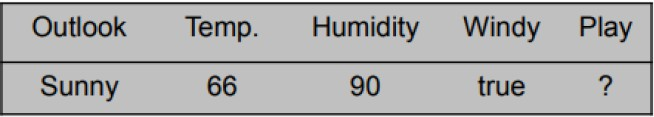 Outlook Temp. Humidity Windy Play
Sunny 66 90 true ?